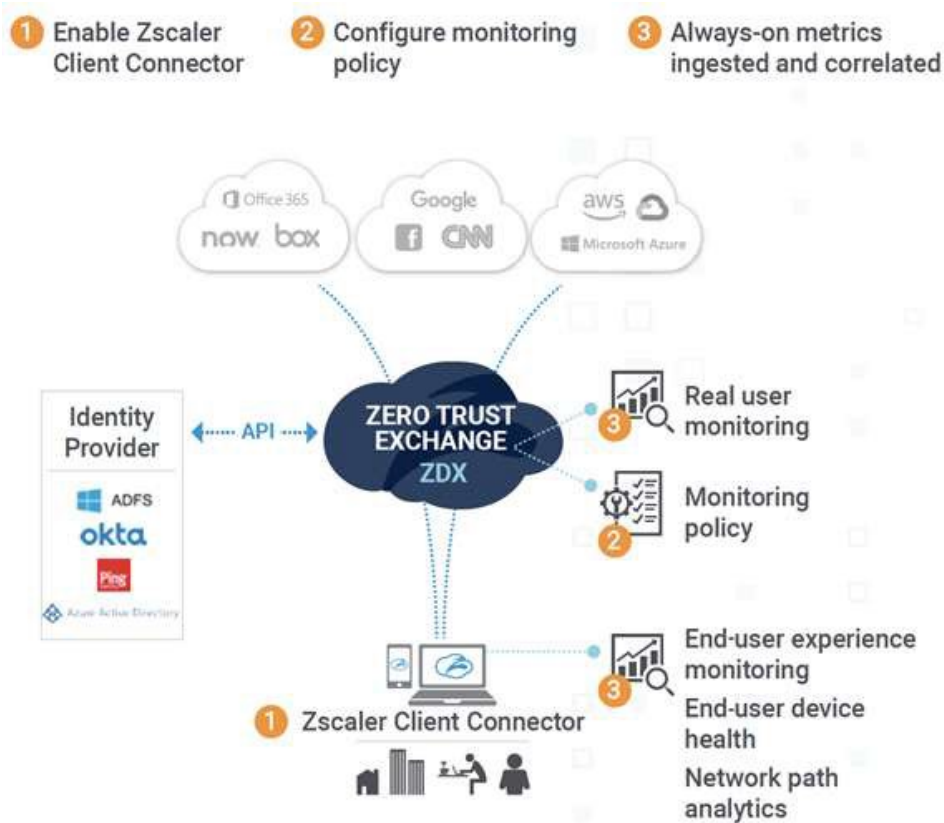 1 Enable Zscaler
Client Connector
2 Configure monitoring
policy
3 Always-on metrics
ingested and correlated
Office 365
now box
Google
f CNN
aws
Microsoft Azure
Identity
Provider
ADFS
okta
Ping
Azure Active Directory
API
ZERO TRUST
EXCHANGE
ZDX
3
Real user
monitoring
2
Monitoring
policy
3
End-user experience
monitoring
End-user device
health
Network path
analytics
1 Zscaler Client Connector